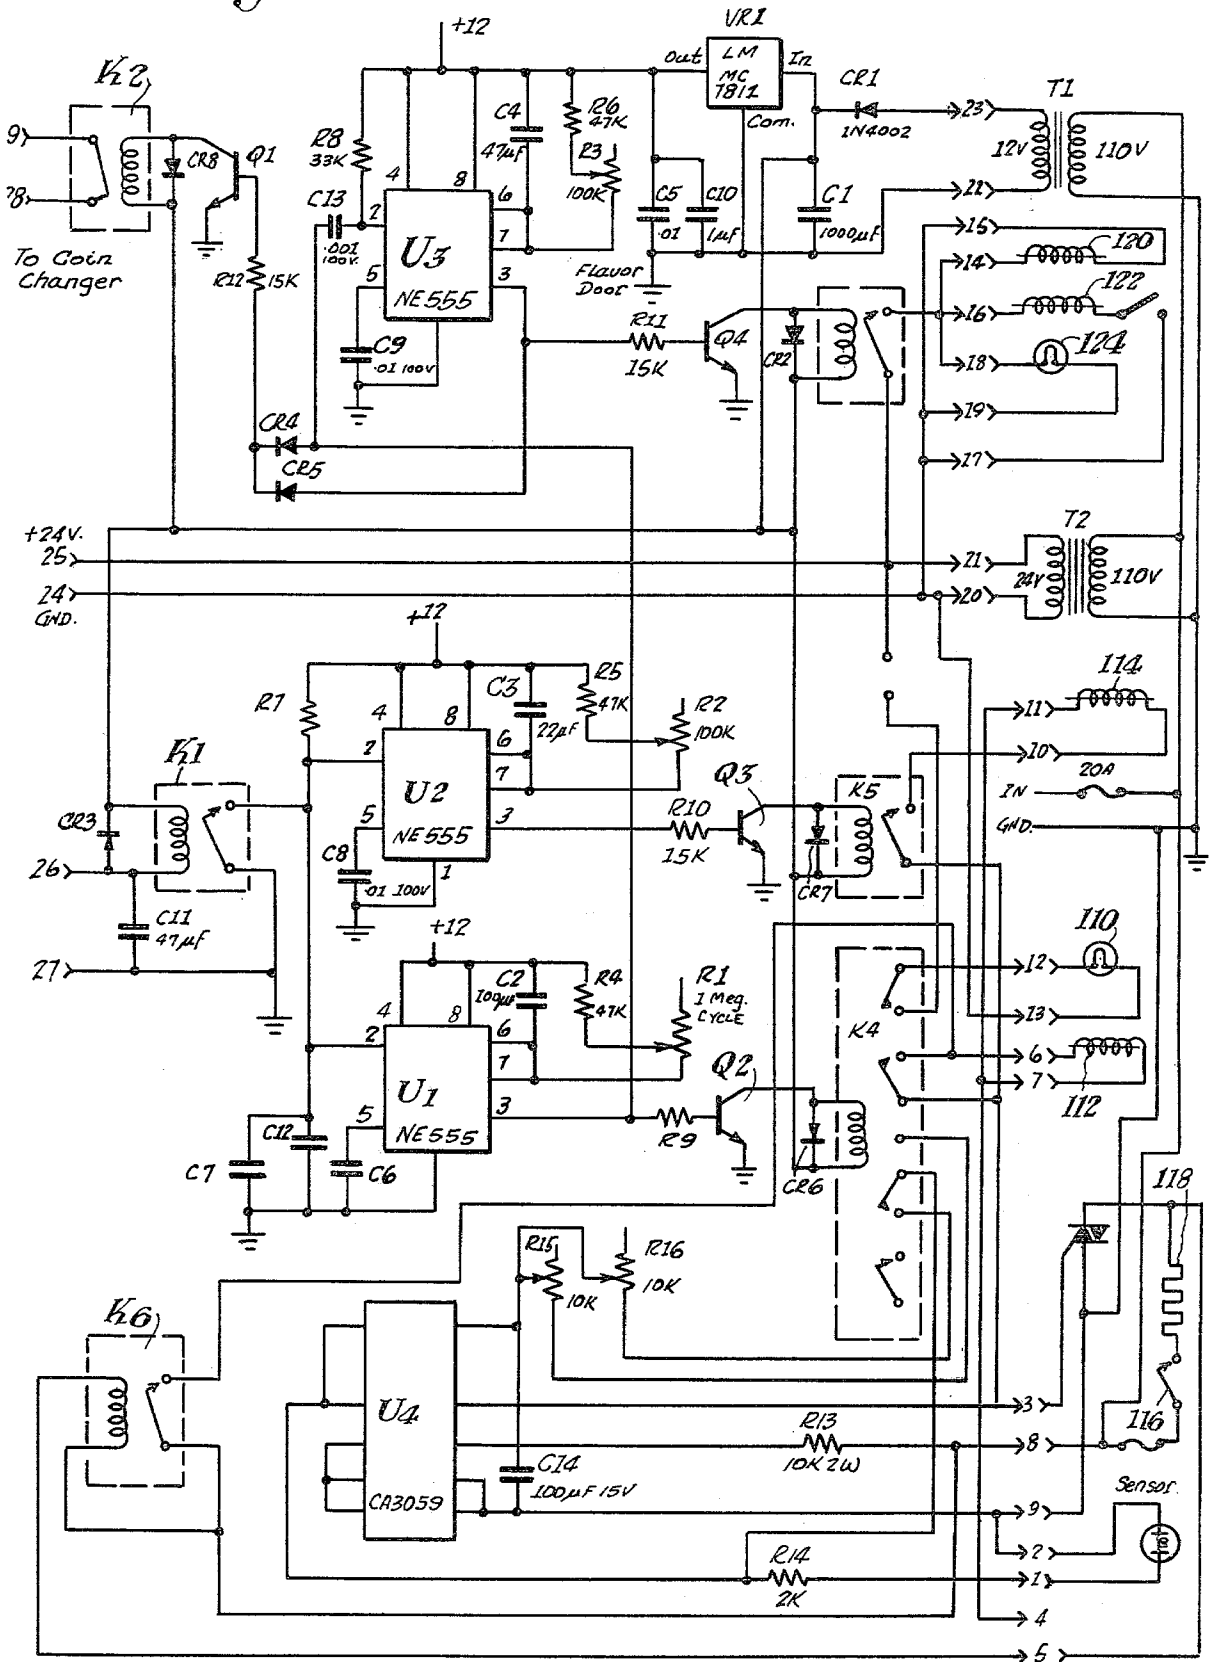 +12
VR1
Out
LM
MC
7811
In
CR1
1N4002
23
T1
12V
110V
22
K2
9
28
To Coin
Changer
CR8
Q1
R12
15K
R8
33K
C13
.001
100V.
4
8
2
6
7
5
3
U3
NE555
C4
47µF
R6
47K
R3
100K
C5
.01
C10
1µF
Com.
C1
1000µF
Flavor
Door
C9
.01 100V
R11
15K
Q4
CR2
15
14
120
16
122
18
124
19
17
CR4
CR5
+24V.
25
24
GND.
21
20
T2
24V
110V
+12
R7
4
8
2
6
7
5
3
1
U2
NE555
C3
22µF
R5
47K
R2
100K
K1
CR3
26
C11
47µF
27
C8
.01 100V
R10
15K
Q3
CR7
K5
11
114
10
20A
IN
GND.
+12
4
8
2
6
7
5
3
U1
NE555
C2
100µF
R4
47K
R1
1 Meg.
CYCLE
Q2
R9
CR6
K4
12
110
13
6
7
112
C7
C12
C6
118
R15
10K
R16
10K
K6
U4
CA3059
C14
100µF 15V
R13
10K 2W
3
8
116
9
Sensor
2
1
R14
2K
4
5